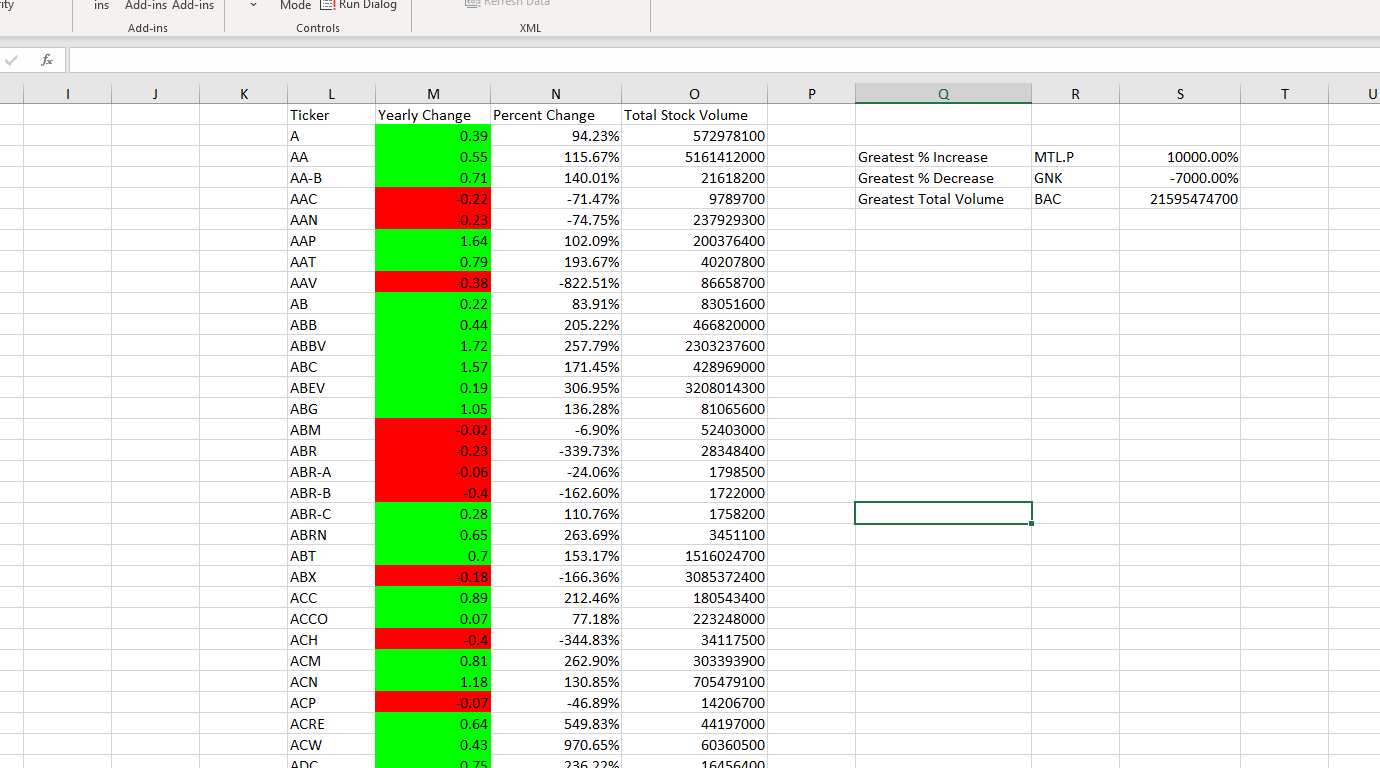 ity ins Add-ins Add-ins Mode Run Dialog Refresh Data
Add-ins Controls XML
fx
I J K L M N O P Q R S T U
Ticker Yearly Change Percent Change Total Stock Volume
A 0.39 94.23% 572978100
AA 0.55 115.67% 5161412000 Greatest % Increase MTL.P 10000.00%
AA-B 0.71 140.01% 21618200 Greatest % Decrease GNK -7000.00%
AAC -0.22 -71.47% 9789700 Greatest Total Volume BAC 21595474700
AAN -0.23 -74.75% 237929300
AAP 1.64 102.09% 200376400
AAT 0.79 193.67% 40207800
AAV -0.38 -822.51% 86658700
AB 0.22 83.91% 83051600
ABB 0.44 205.22% 466820000
ABBV 1.72 257.79% 2303237600
ABC 1.57 171.45% 428969000
ABEV 0.19 306.95% 3208014300
ABG 1.05 136.28% 81065600
ABM -0.02 -6.90% 52403000
ABR -0.23 -339.73% 28348400
ABR-A -0.06 -24.06% 1798500
ABR-B -0.4 -162.60% 1722000
ABR-C 0.28 110.76% 1758200
ABRN 0.65 263.69% 3451100
ABT 0.7 153.17% 1516024700
ABX -0.18 -166.36% 3085372400
ACC 0.89 212.46% 180543400
ACCO 0.07 77.18% 223248000
ACH -0.4 -344.83% 34117500
ACM 0.81 262.90% 303393900
ACN 1.18 130.85% 705479100
ACP -0.07 -46.89% 14206700
ACRE 0.64 549.83% 44197000
ACW 0.43 970.65% 60360500
ADC 0.75 236.22% 16456400